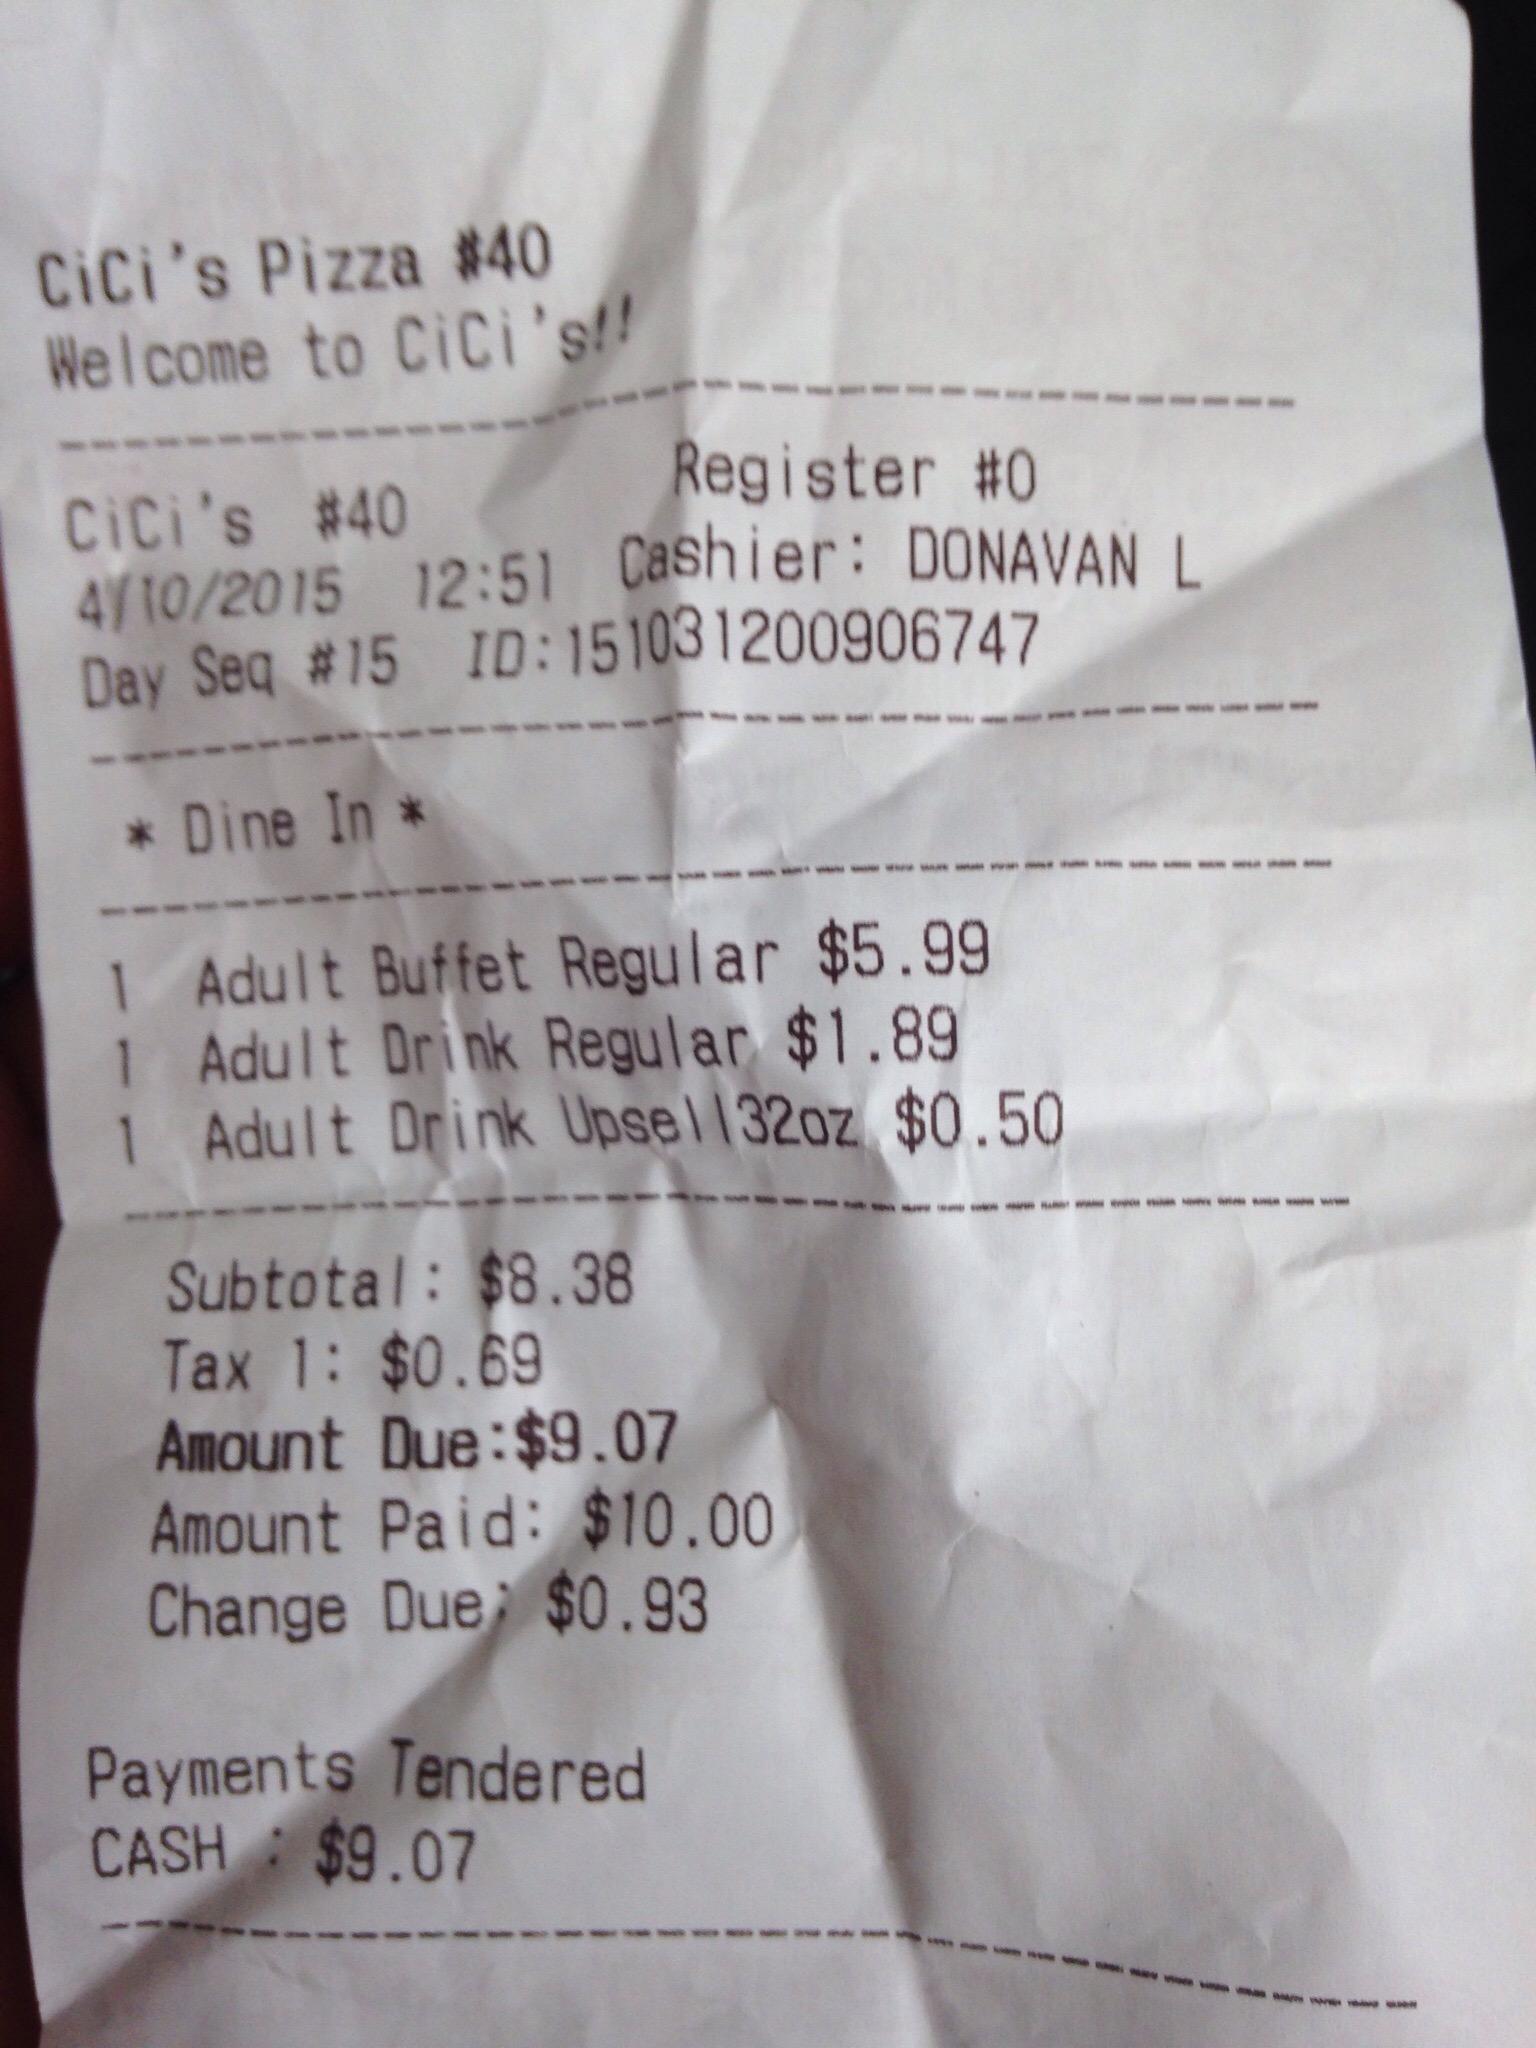 CiCi's Pizza #40
Welcome to CiCi's!!
CiCi's #40 Register #0
4/10/2015 12:51 Cashier: DONAVAN L
Day Seq #15 ID:151031200906747
* Dine In *
1 Adult Buffet Regular $5.99
1 Adult Drink Regular $1.89
1 Adult Drink Upsell32oz $0.50
Subtotal: $8.38
Tax 1: $0.69
Amount Due:$9.07
Amount Paid: $10.00
Change Due: $0.93
Payments Tendered
CASH : $9.07